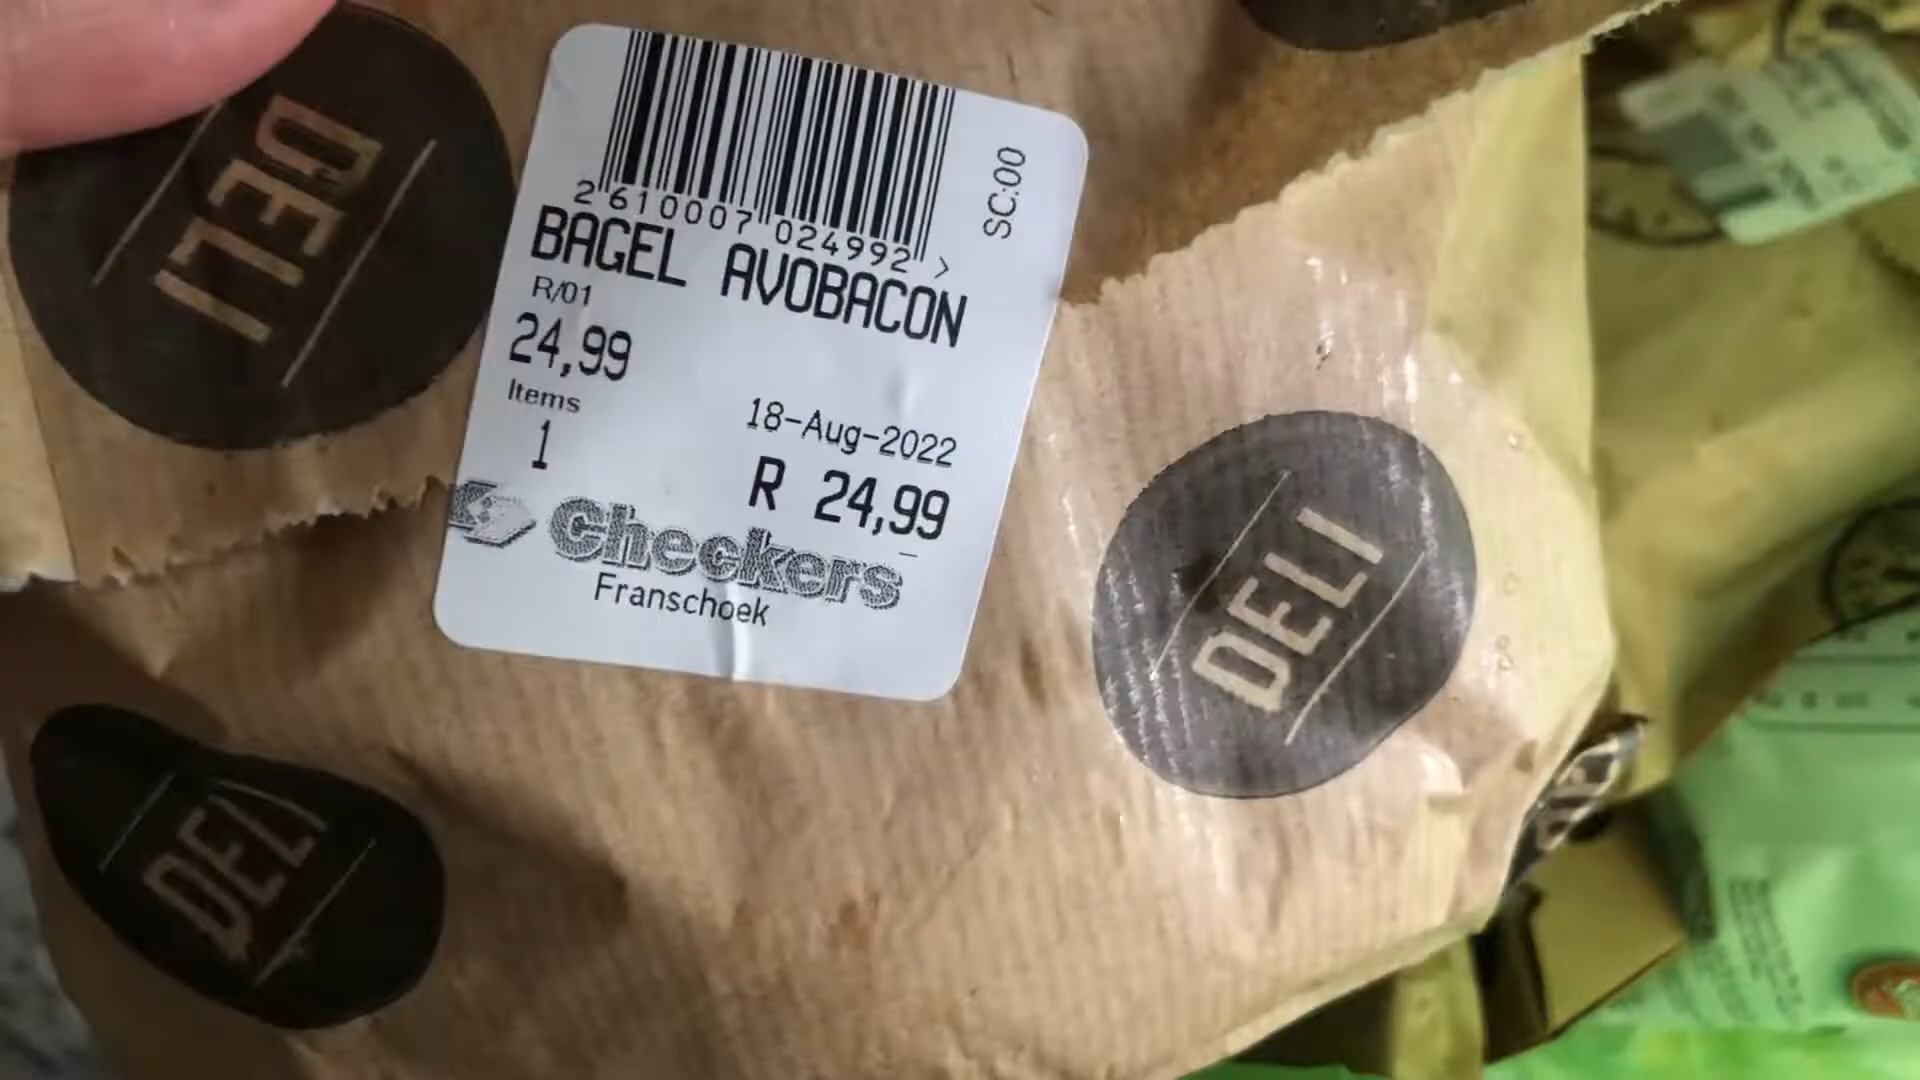 2 610007 024992 >
SC:00
BAGEL AVOBACON
R/01
24,99
Items
1
18-Aug-2022
R 24,99
Checkers
Franschoek
DELI
DELI
DELI